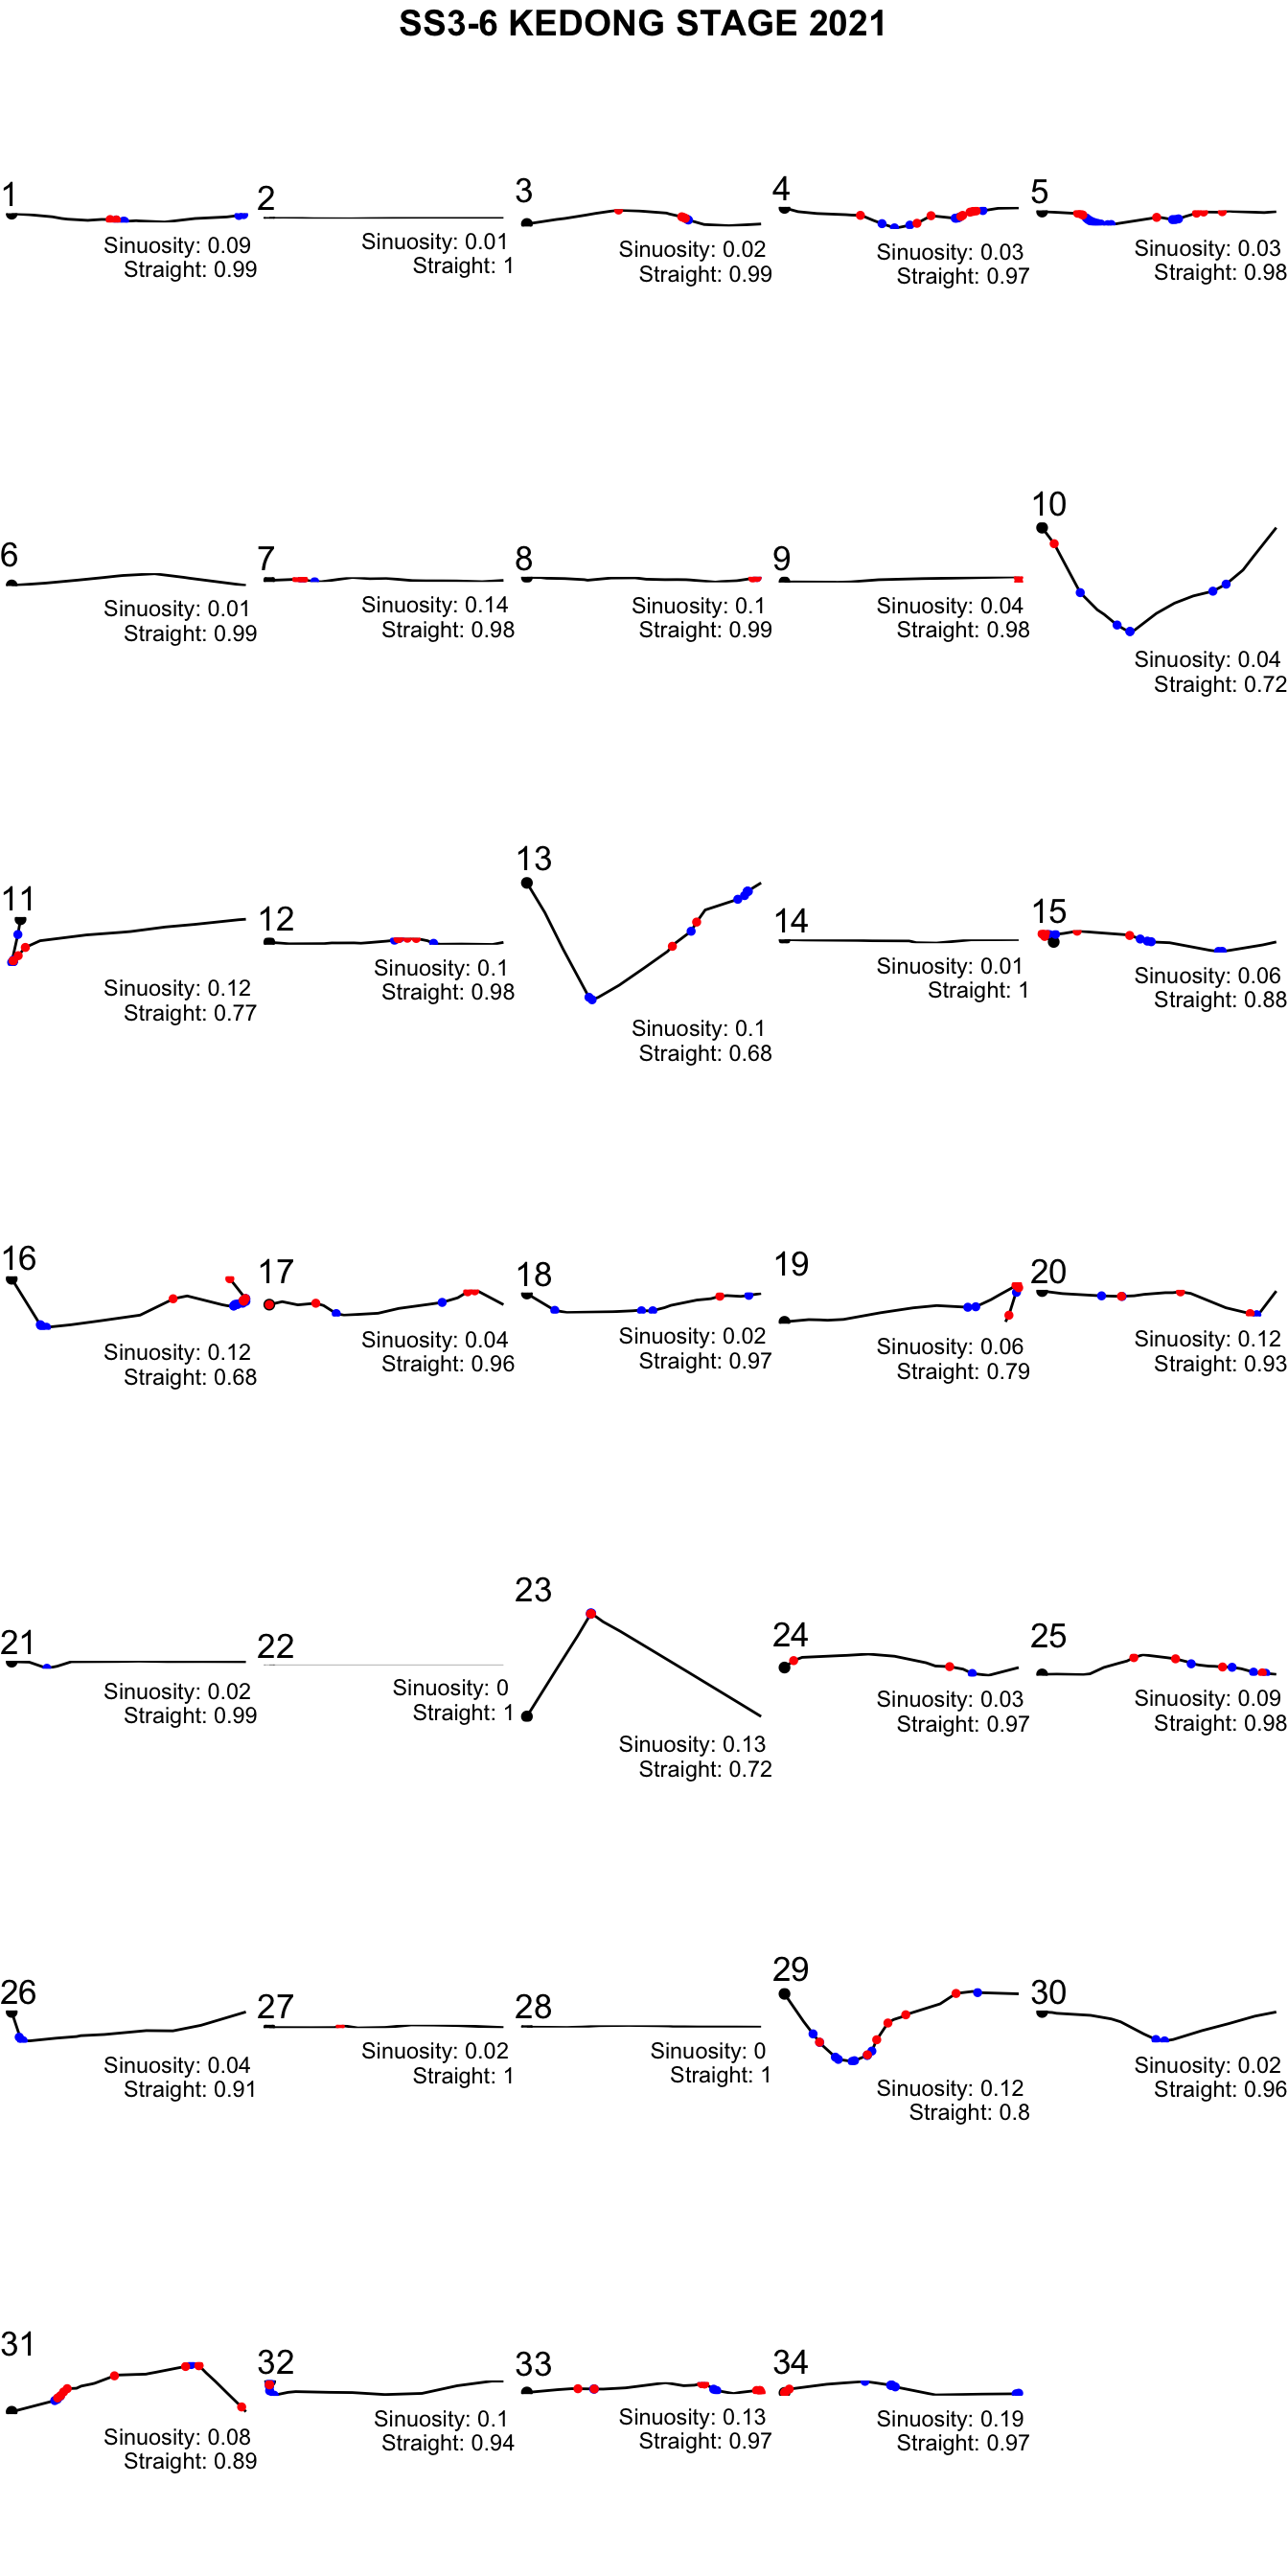 SS3-6 KEDONG STAGE 2021
1
Sinuosity: 0.09
Straight: 0.99
2
Sinuosity: 0.01
Straight: 1
3
Sinuosity: 0.02
Straight: 0.99
4
Sinuosity: 0.03
Straight: 0.97
5
Sinuosity: 0.03
Straight: 0.98
6
Sinuosity: 0.01
Straight: 0.99
7
Sinuosity: 0.14
Straight: 0.98
8
Sinuosity: 0.1
Straight: 0.99
9
Sinuosity: 0.04
Straight: 0.98
10
Sinuosity: 0.04
Straight: 0.72
11
Sinuosity: 0.12
Straight: 0.77
12
Sinuosity: 0.1
Straight: 0.98
13
Sinuosity: 0.1
Straight: 0.68
14
Sinuosity: 0.01
Straight: 1
15
Sinuosity: 0.06
Straight: 0.88
16
Sinuosity: 0.12
Straight: 0.68
17
Sinuosity: 0.04
Straight: 0.96
18
Sinuosity: 0.02
Straight: 0.97
19
Sinuosity: 0.06
Straight: 0.79
20
Sinuosity: 0.12
Straight: 0.93
21
Sinuosity: 0.02
Straight: 0.99
22
Sinuosity: 0
Straight: 1
23
Sinuosity: 0.13
Straight: 0.72
24
Sinuosity: 0.03
Straight: 0.97
25
Sinuosity: 0.09
Straight: 0.98
26
Sinuosity: 0.04
Straight: 0.91
27
Sinuosity: 0.02
Straight: 1
28
Sinuosity: 0
Straight: 1
29
Sinuosity: 0.12
Straight: 0.8
30
Sinuosity: 0.02
Straight: 0.96
31
Sinuosity: 0.08
Straight: 0.89
32
Sinuosity: 0.1
Straight: 0.94
33
Sinuosity: 0.13
Straight: 0.97
34
Sinuosity: 0.19
Straight: 0.97